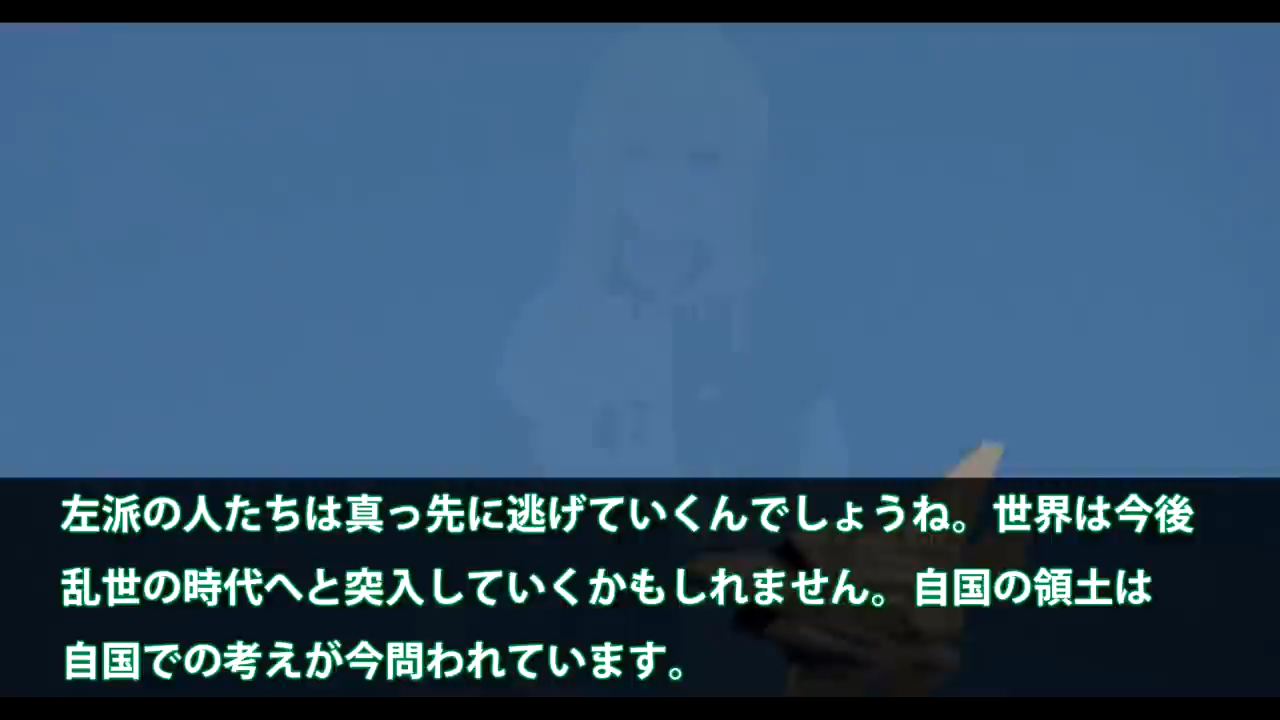 左派の人たちは真っ先に逃げていくんでしょうね。世界は今後
乱世の時代へと突入していくかもしれません。自国の領土は
自国での考えが今問われています。